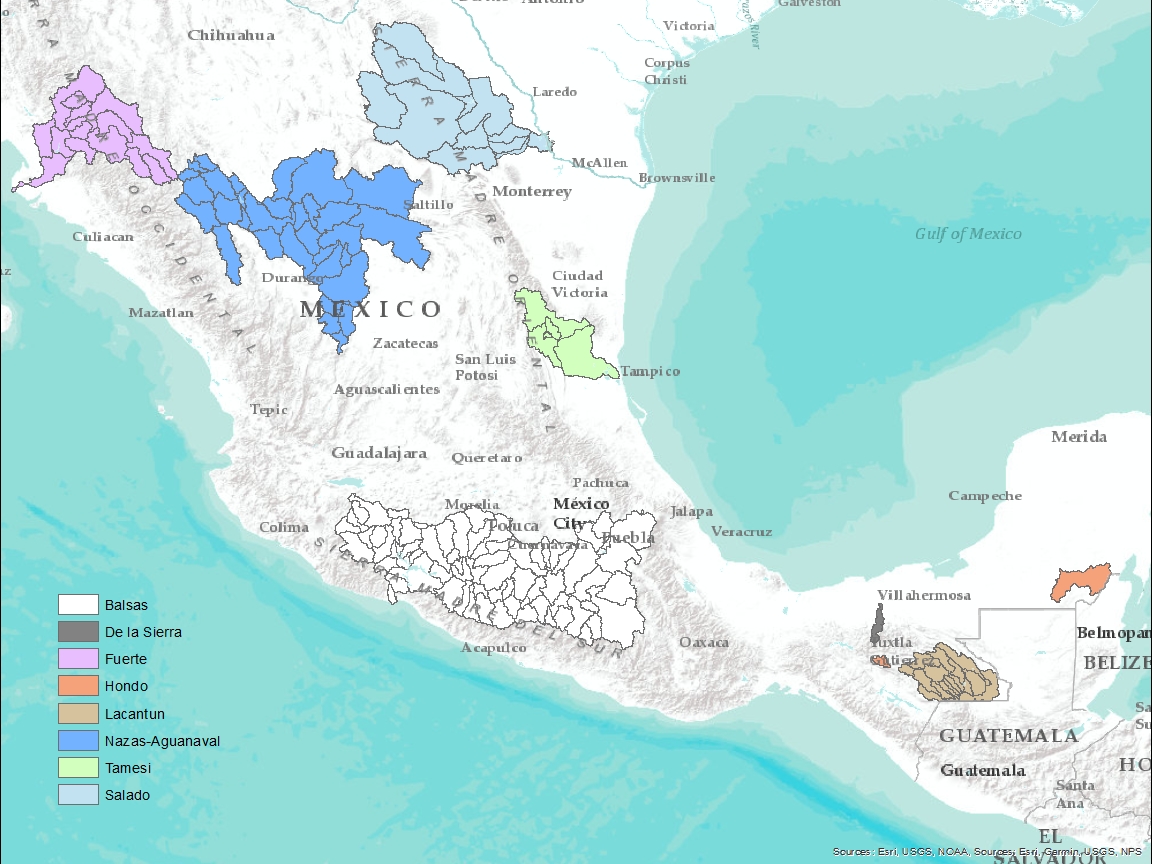 Chihuahua
Victoria
Galveston
Corpus
Christi
Laredo
McAllen
Brownsville
Monterrey
Saltillo
SIERRA MADRE ORIENTAL
SIERRA MADRE OCCIDENTAL
Culiacan
Gulf of Mexico
Durango
Ciudad
Victoria
MEXICO
Mazatlan
Zacatecas
San Luis
Potosi
Tampico
Aguascalientes
Tepic
Merida
Guadalajara
Queretaro
Pachuca
Campeche
Morelia
México
City
Jalapa
Colima
Toluca
Veracruz
Puebla
Cuernavaca
SIERRA MADRE DEL SUR
Villahermosa
Acapulco
Oaxaca
Tuxtla
Gutierrez
Belmopan
BELIZE
Sa
Su
GUATEMALA
Guatemala
HO
Santa
Ana
EL
SALVADOR
Balsas
De la Sierra
Fuerte
Hondo
Lacantun
Nazas-Aguanaval
Tamesi
Salado
Sources: Esri, USGS, NOAA, Sources: Esri, Garmin, USGS, NPS